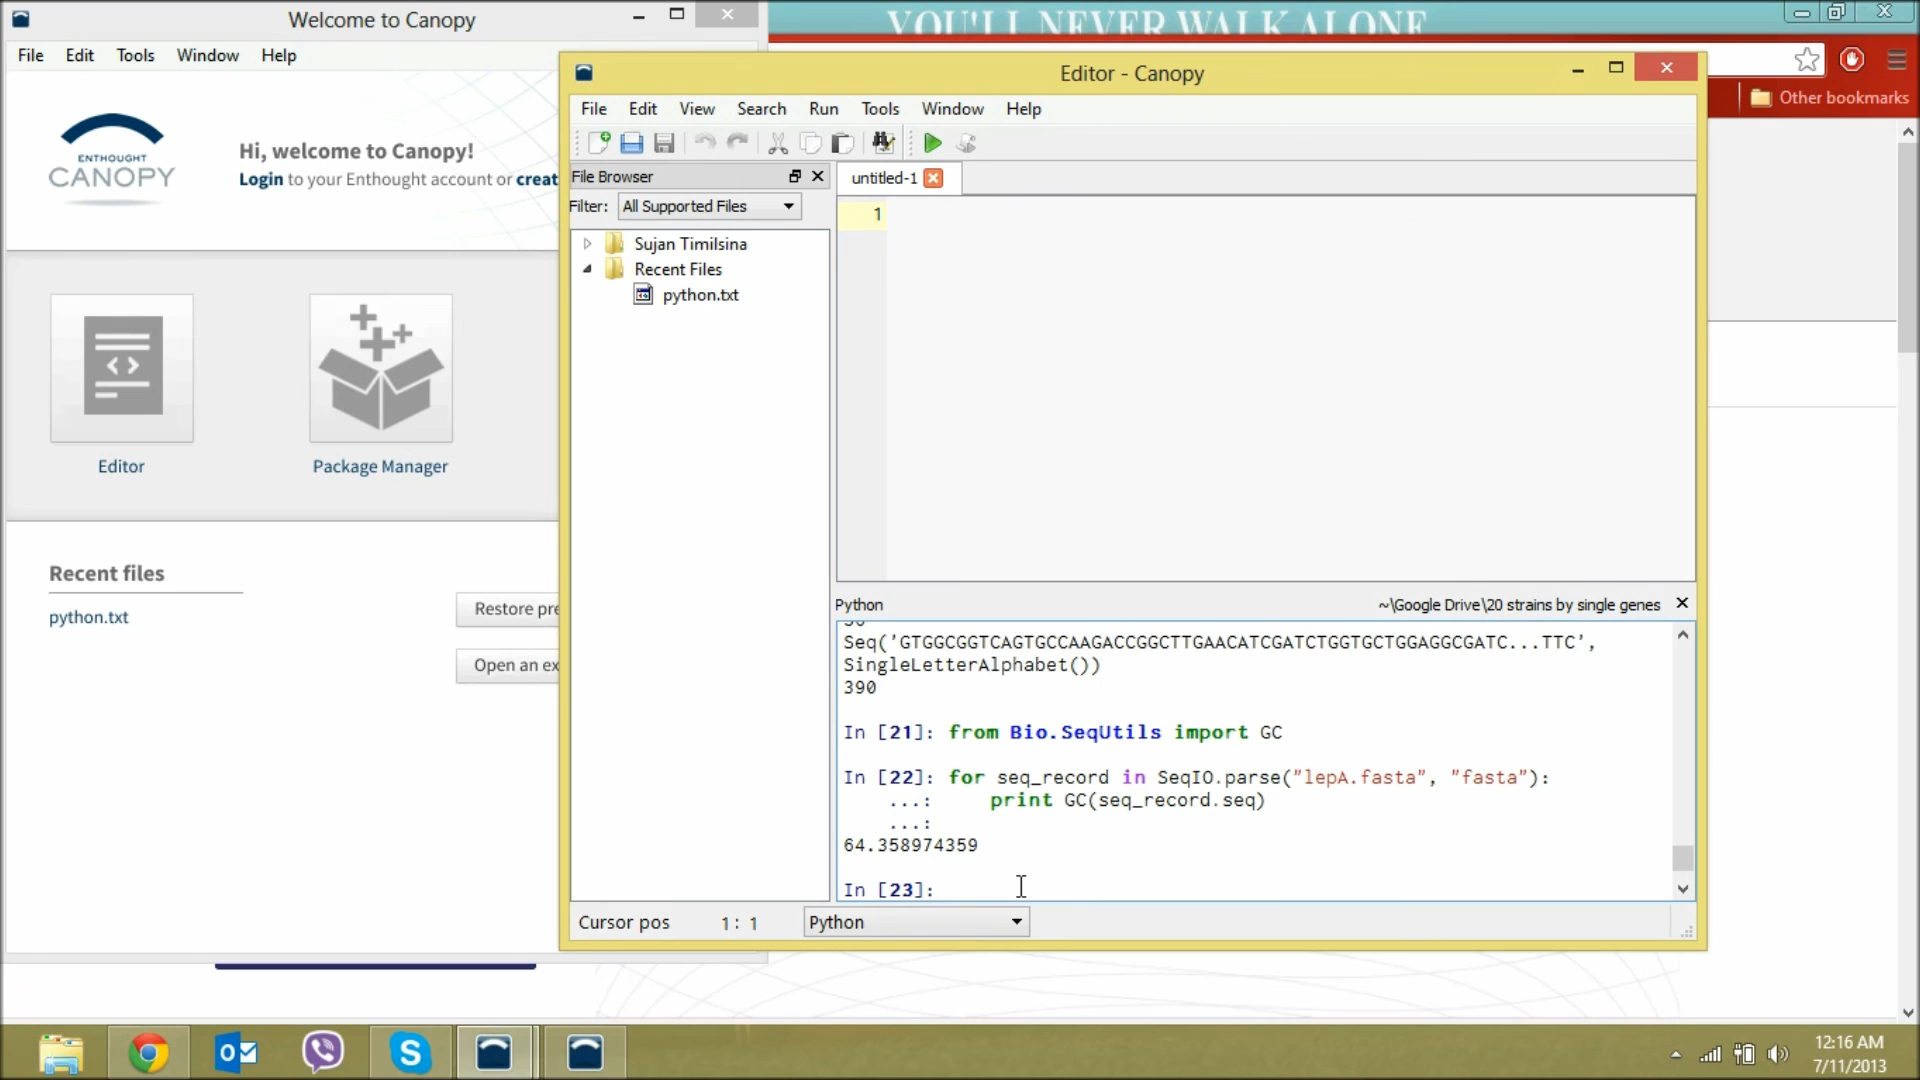 Welcome to Canopy
YOU'LL NEVER WALK ALONE
File Edit Tools Window Help
Other bookmarks
ENTHOUGHT
CANOPY
Hi, welcome to Canopy!
Login to your Enthought account or creat
Editor
Package Manager
Recent files
python.txt
Restore pre
Open an ex
Editor - Canopy
File Edit View Search Run Tools Window Help
File Browser
Filter: All Supported Files
Sujan Timilsina
Recent Files
python.txt
untitled-1
1
Python
~\Google Drive\20 strains by single genes
Seq('GTGGCGGTCAGTGCCAAGACCGGCTTGAACATCGATCTGGTGCTGGAGGCGATC...TTC',
SingleLetterAlphabet())
390
In [21]: from Bio.SeqUtils import GC
In [22]: for seq_record in SeqIO.parse("lepA.fasta", "fasta"):
...: print GC(seq_record.seq)
...:
64.358974359
In [23]:
Cursor pos 1 : 1 Python
12:16 AM
7/11/2013